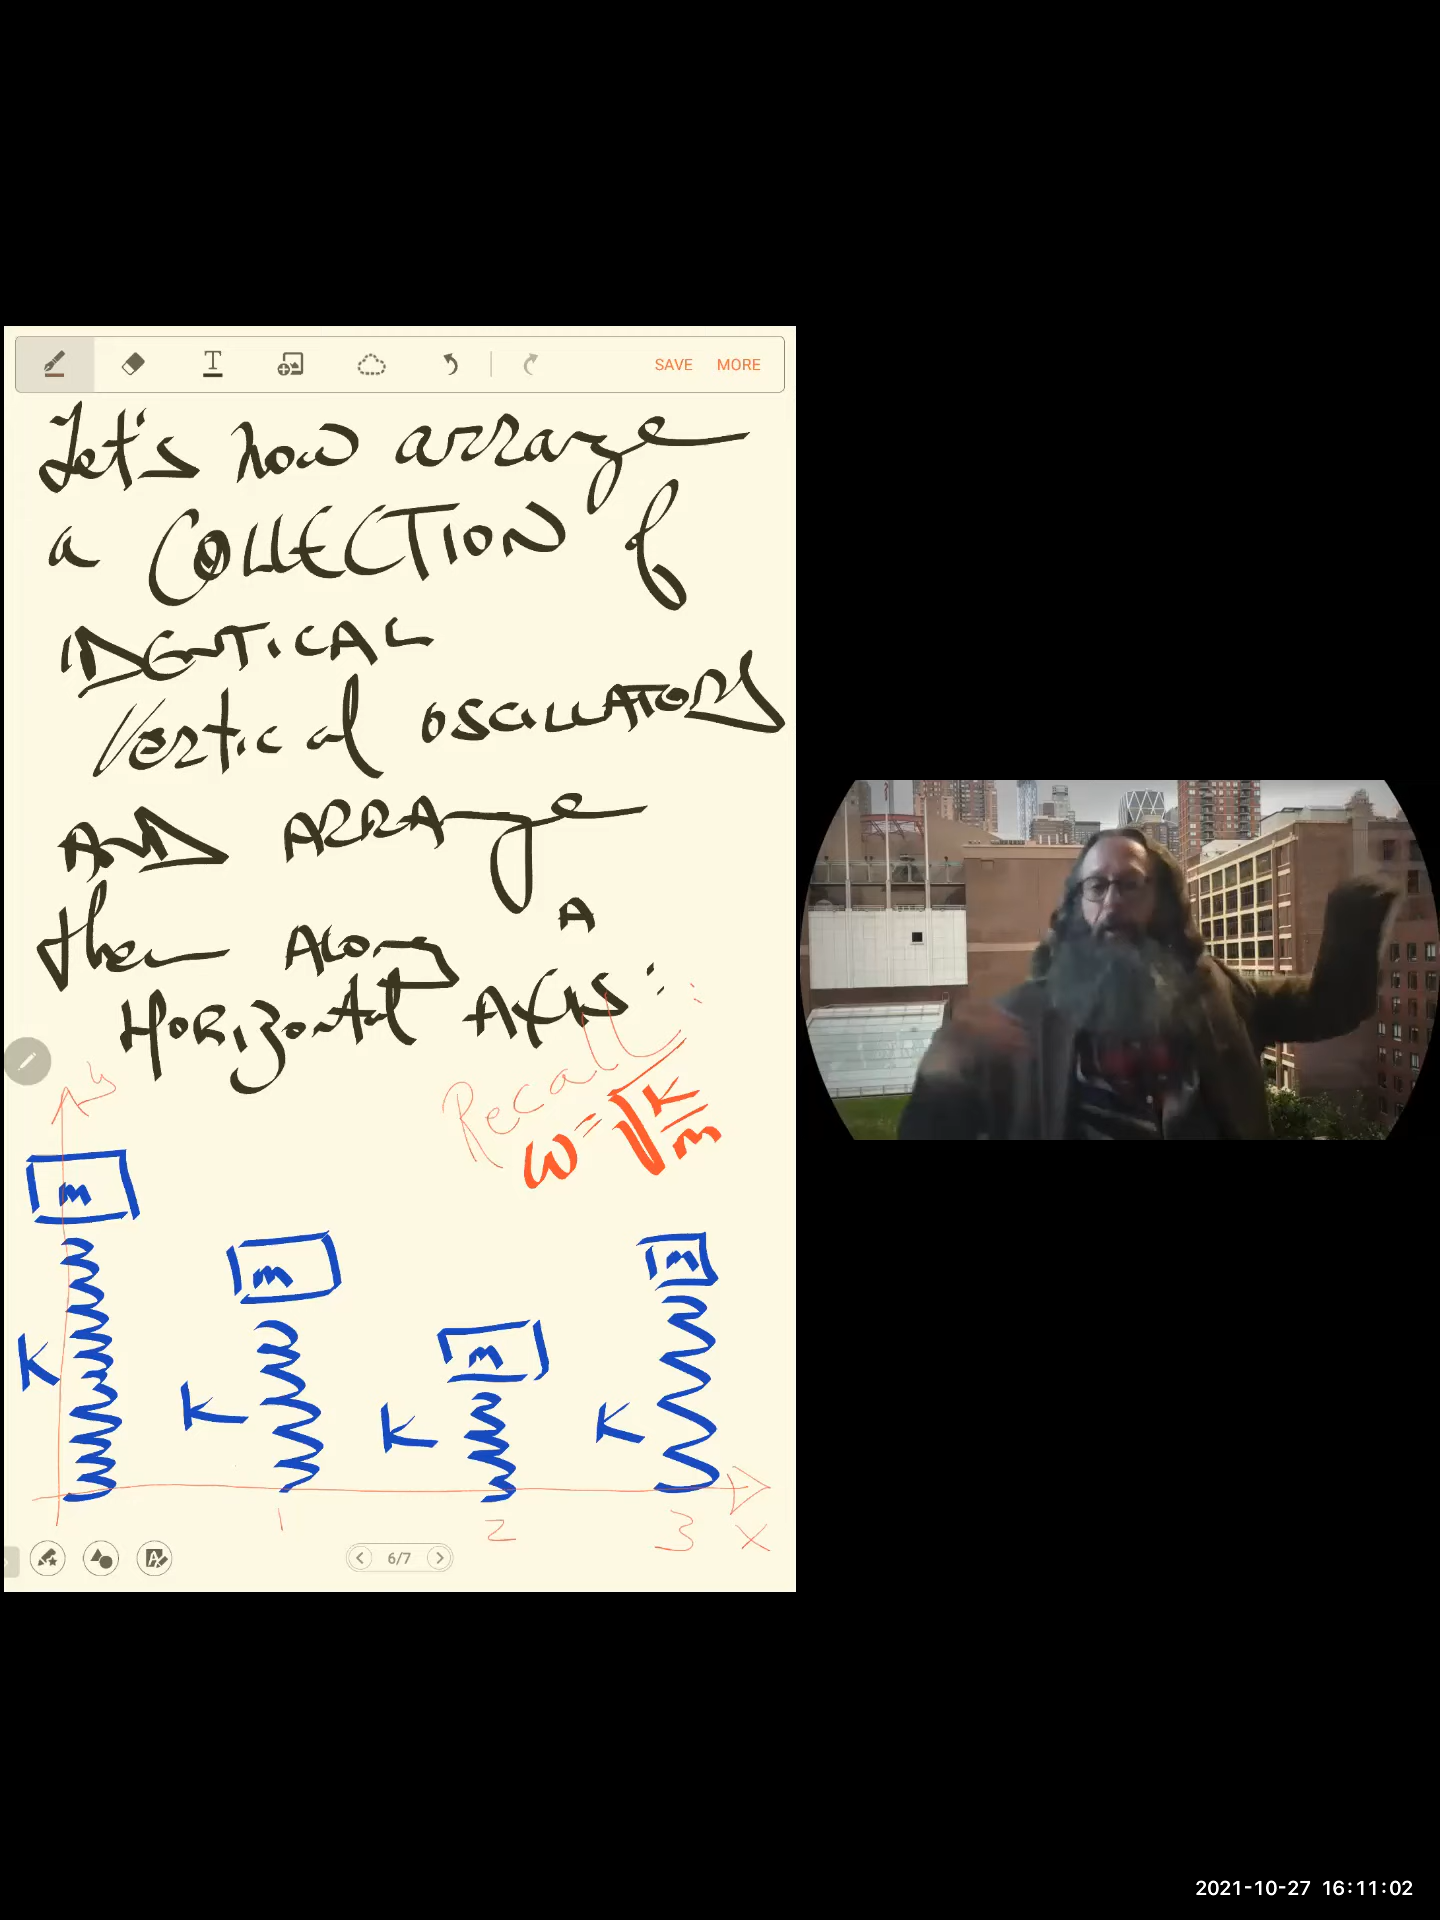 SAVE MORE
Let's now arrange
a COLLECTION of
IDENTICAL
Vertical OSCILLATORY
AND ARRAnge
them Along A
HORIZontal AXIS:
Recall:
ω=√K/m
y
m
m
m
m
K
K
K
K
1 2 3 x
6/7
2021-10-27 16:11:02